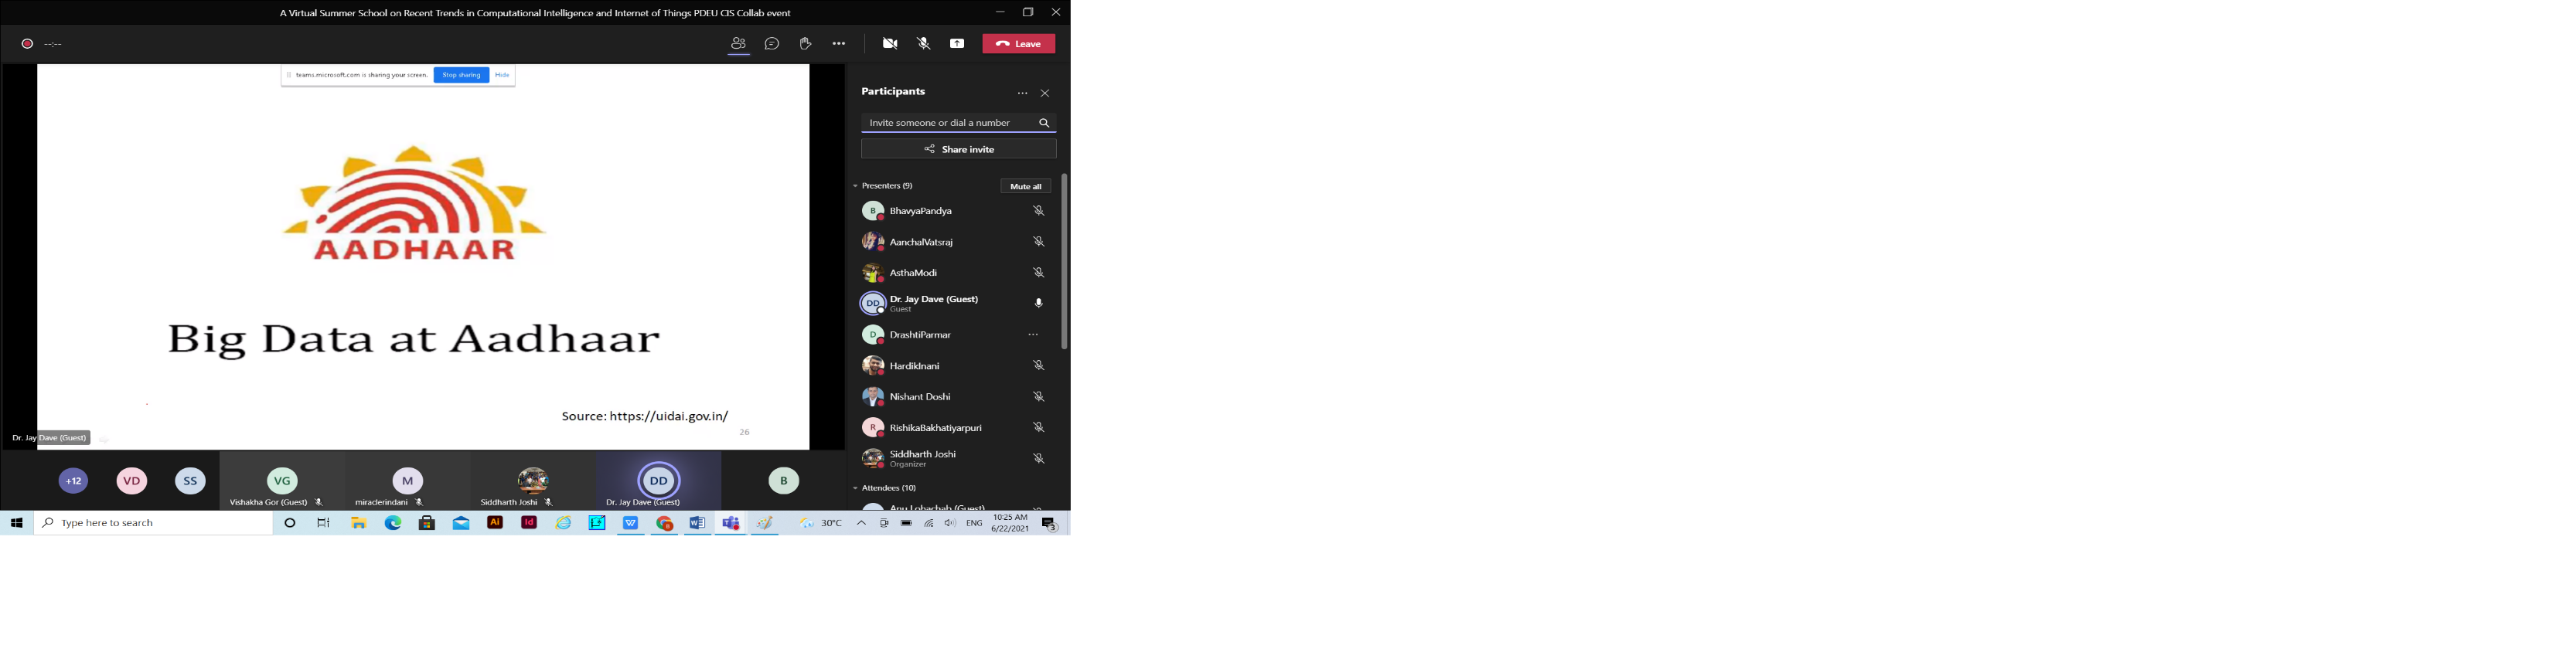 A Virtual Summer School on Recent Trends in Computational Intelligence and Internet of Things PDEU CIS Collab event
--:--
Leave
teams.microsoft.com is sharing your screen.
Stop sharing
Hide
AADHAAR
Big Data at Aadhaar
Source: https://uidai.gov.in/
26
Dr. Jay Dave (Guest)
Participants
Invite someone or dial a number
Share invite
Presenters (9)
Mute all
B
BhavyaPandya
AanchalVatsraj
AsthaModi
DD
Dr. Jay Dave (Guest)
Guest
D
DrashtiParmar
HardikInani
Nishant Doshi
R
RishikaBakhatiyarpuri
Siddharth Joshi
Organizer
Attendees (10)
+12
VD
SS
VG
Vishakha Gor (Guest)
M
miraclerindani
Siddharth Joshi
DD
Dr. Jay Dave (Guest)
B
Type here to search
Ai
Id
W
30°C
ENG
10:25 AM
6/22/2021
3